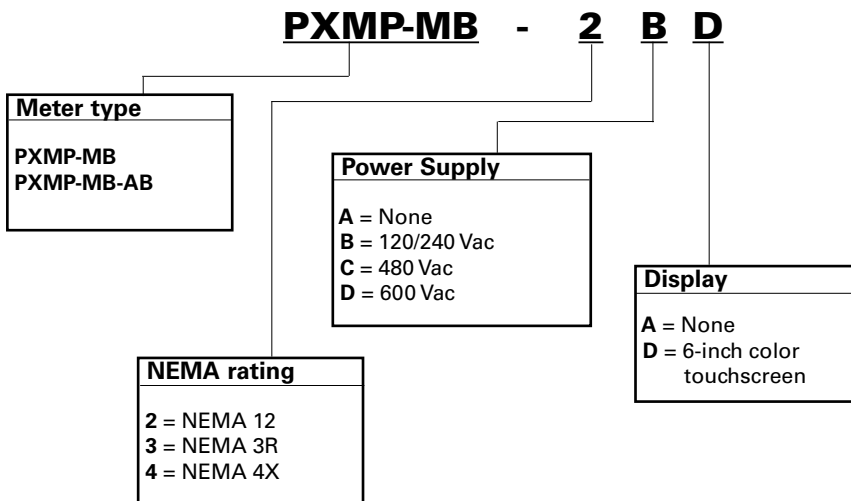 PXMP-MB - 2 B D
Meter type
PXMP-MB
PXMP-MB-AB
Power Supply
A = None
B = 120/240 Vac
C = 480 Vac
D = 600 Vac
Display
A = None
D = 6-inch color
touchscreen
NEMA rating
2 = NEMA 12
3 = NEMA 3R
4 = NEMA 4X